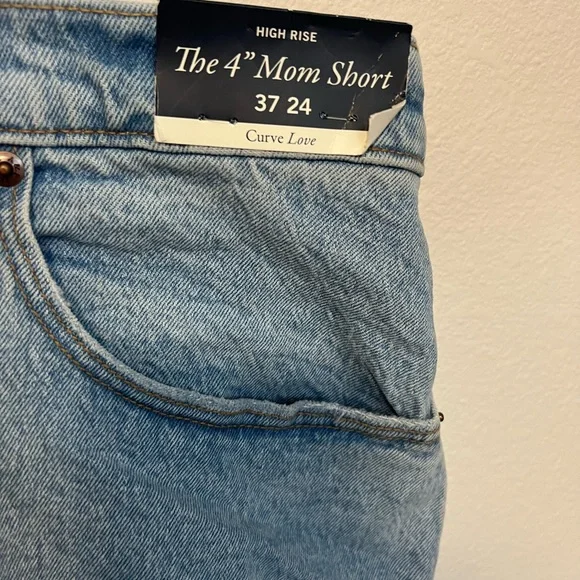 HIGH RISE
The 4” Mom Short
37 24
Curve Love